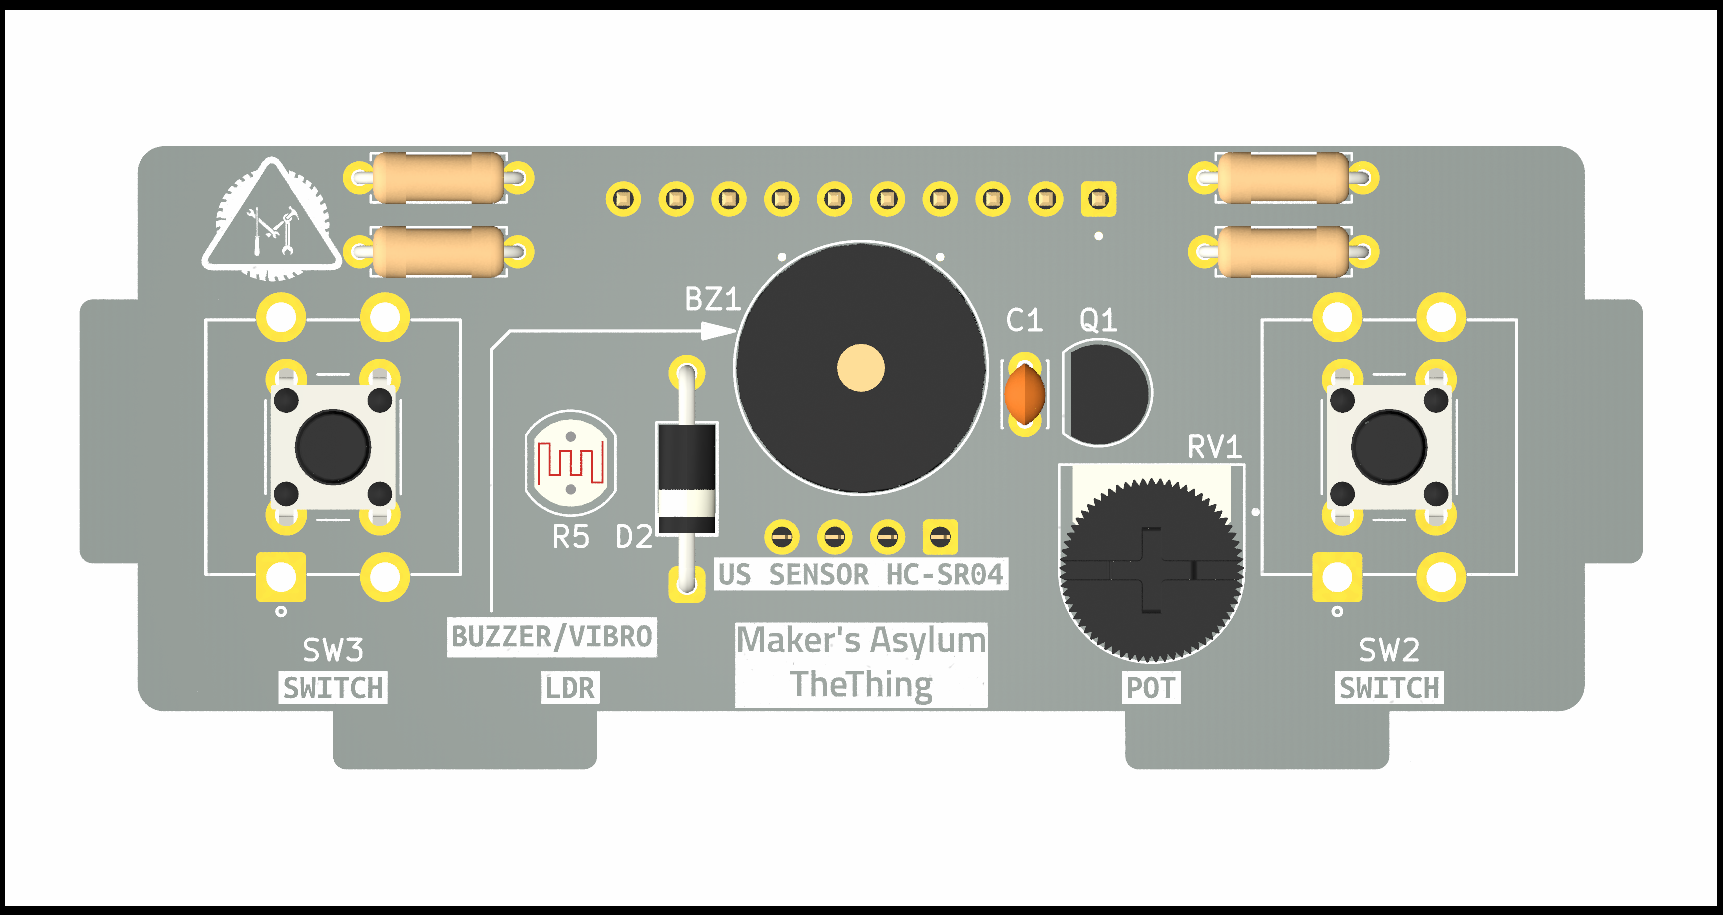 BZ1
C1
Q1
RV1
R5
D2
US SENSOR HC-SR04
BUZZER/VIBRO
Maker's Asylum
TheThing
SW3
SWITCH
LDR
POT
SW2
SWITCH